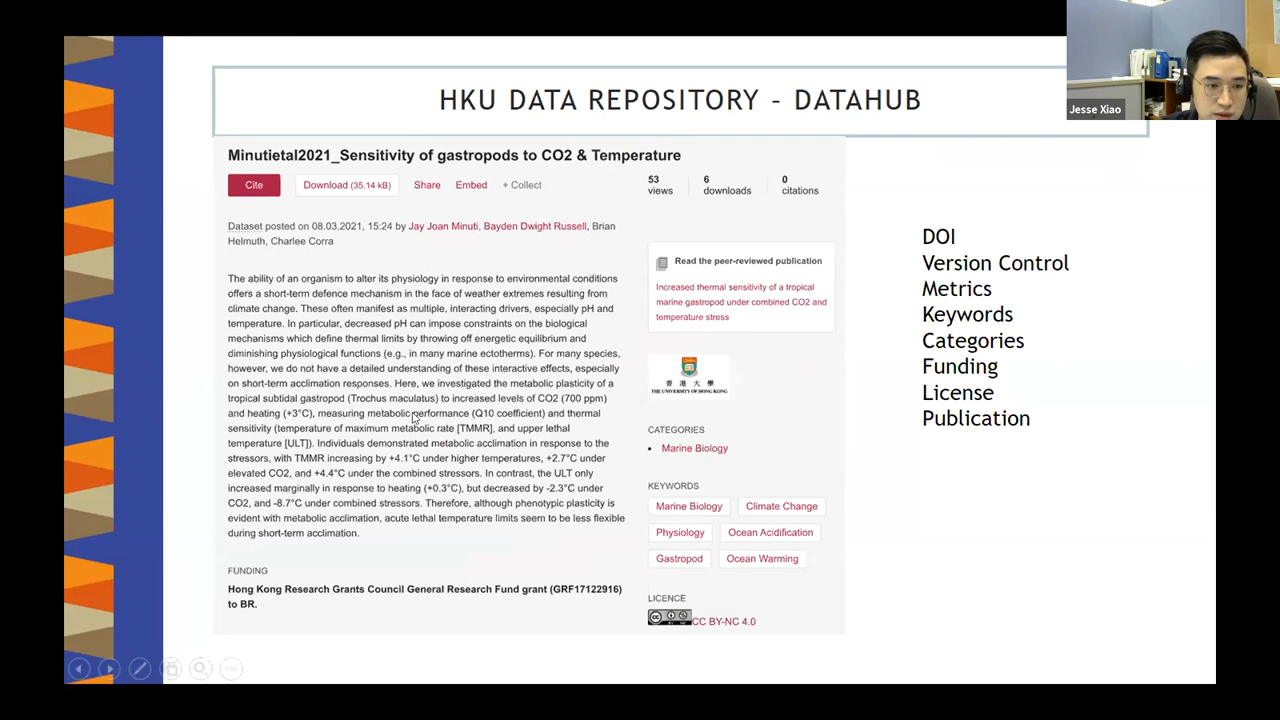 HKU DATA REPOSITORY – DATAHUB
Jesse Xiao
Minutietal2021_Sensitivity of gastropods to CO2 & Temperature
Cite
Download (35.14 kB)
Share
Embed
+ Collect
53
views
6
downloads
0
citations
Dataset posted on 08.03.2021, 15:24 by Jay Joan Minuti, Bayden Dwight Russell, Brian
Helmuth, Charlee Corra
The ability of an organism to alter its physiology in response to environmental conditions
offers a short-term defence mechanism in the face of weather extremes resulting from
climate change. These often manifest as multiple, interacting drivers, especially pH and
temperature. In particular, decreased pH can impose constraints on the biological
mechanisms which define thermal limits by throwing off energetic equilibrium and
diminishing physiological functions (e.g., in many marine ectotherms). For many species,
however, we do not have a detailed understanding of these interactive effects, especially
on short-term acclimation responses. Here, we investigated the metabolic plasticity of a
tropical subtidal gastropod (Trochus maculatus) to increased levels of CO2 (700 ppm)
and heating (+3°C), measuring metabolic performance (Q10 coefficient) and thermal
sensitivity (temperature of maximum metabolic rate [TMMR], and upper lethal
temperature [ULT]). Individuals demonstrated metabolic acclimation in response to the
stressors, with TMMR increasing by +4.1°C under higher temperatures, +2.7°C under
elevated CO2, and +4.4°C under the combined stressors. In contrast, the ULT only
increased marginally in response to heating (+0.3°C), but decreased by -2.3°C under
CO2, and -8.7°C under combined stressors. Therefore, although phenotypic plasticity is
evident with metabolic acclimation, acute lethal temperature limits seem to be less flexible
during short-term acclimation.
FUNDING
Hong Kong Research Grants Council General Research Fund grant (GRF17122916)
to BR.
Read the peer-reviewed publication
Increased thermal sensitivity of a tropical
marine gastropod under combined CO2 and
temperature stress
香港大學
THE UNIVERSITY OF HONG KONG
CATEGORIES
• Marine Biology
KEYWORDS
Marine Biology
Climate Change
Physiology
Ocean Acidification
Gastropod
Ocean Warming
LICENCE
CC BY-NC 4.0
DOI
Version Control
Metrics
Keywords
Categories
Funding
License
Publication